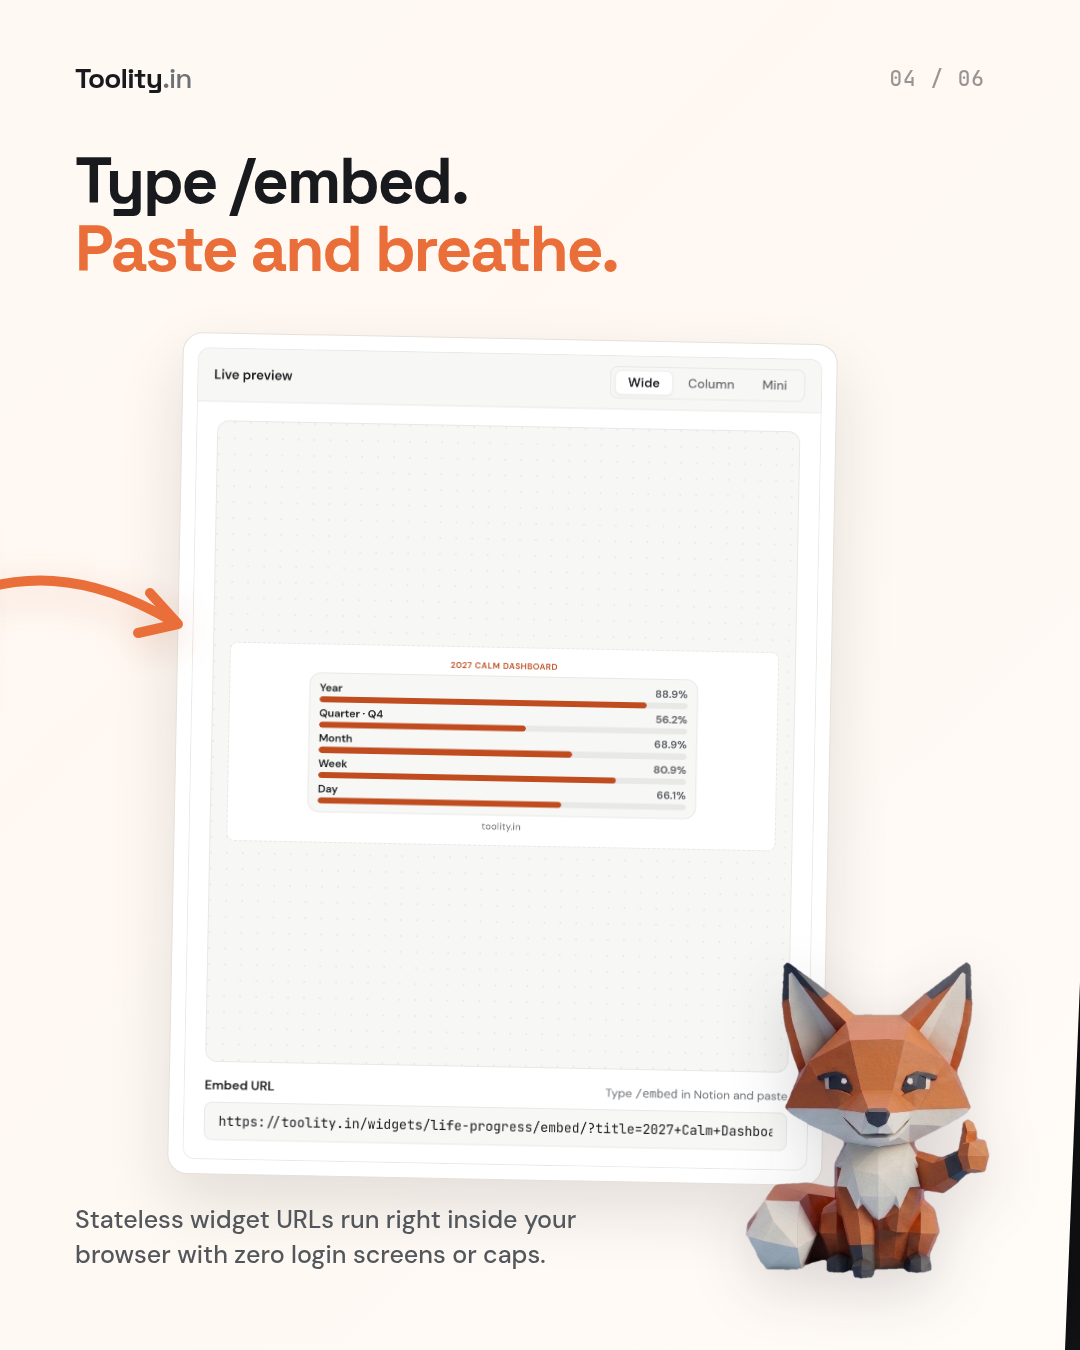 Toolity.in
04 / 06
Type /embed.
Paste and breathe.
Live preview
Wide
Column
Mini
2027 CALM DASHBOARD
Year 88.9%
Quarter · Q4 56.2%
Month 68.9%
Week 80.9%
Day 66.1%
toolity.in
Embed URL
Type /embed in Notion and paste
https://toolity.in/widgets/life-progress/embed/?title=2027+Calm+Dashboa
Stateless widget URLs run right inside your
browser with zero login screens or caps.